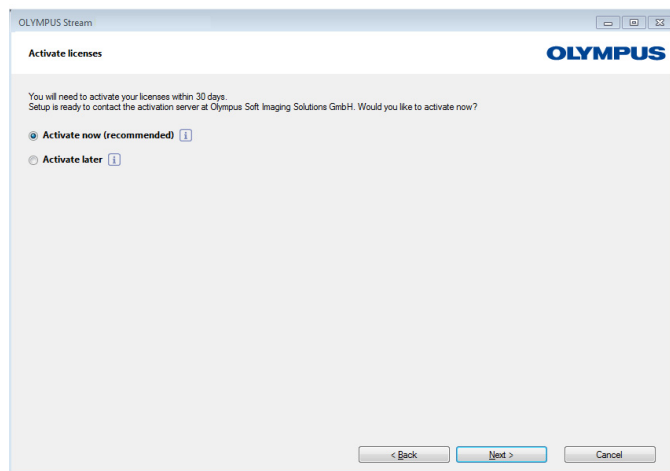 OLYMPUS Stream
Activate licenses
OLYMPUS
You will need to activate your licenses within 30 days.
Setup is ready to contact the activation server at Olympus Soft Imaging Solutions GmbH. Would you like to activate now?
Activate now (recommended) i
Activate later i
< Back Next > Cancel